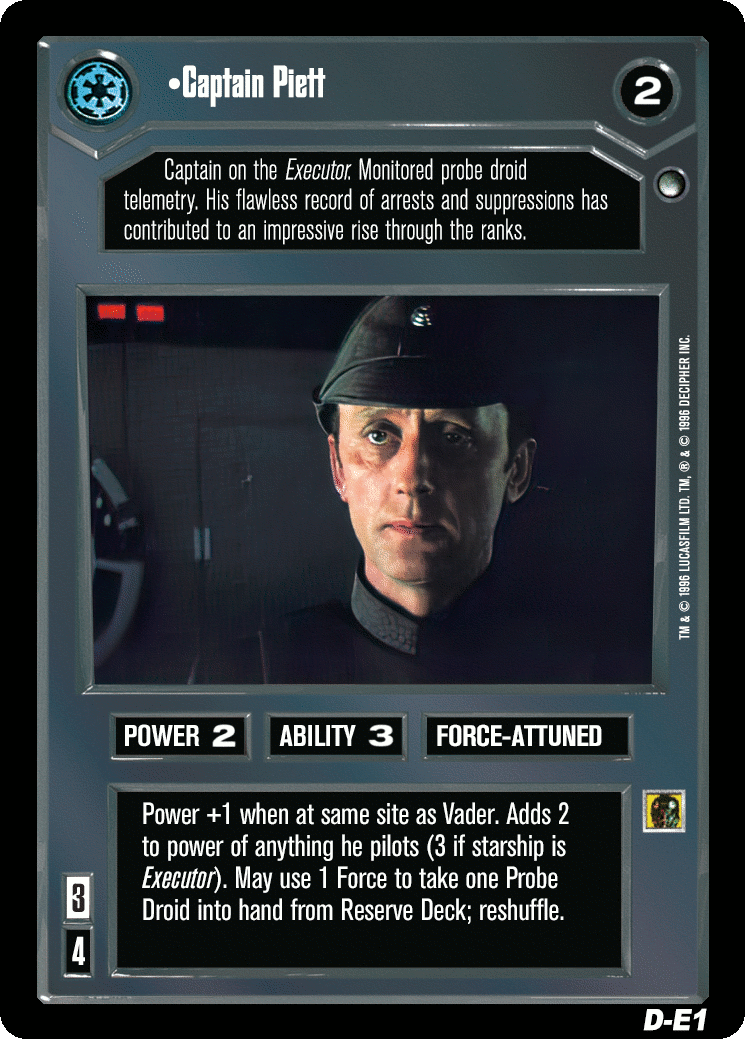 •Captain Piett
2
Captain on the Executor. Monitored probe droid
telemetry. His flawless record of arrests and suppressions has
contributed to an impressive rise through the ranks.
TM & © 1996 LUCASFILM LTD. TM, ® & © 1996 DECIPHER INC.
POWER 2
ABILITY 3
FORCE-ATTUNED
Power +1 when at same site as Vader. Adds 2
to power of anything he pilots (3 if starship is
Executor). May use 1 Force to take one Probe
Droid into hand from Reserve Deck; reshuffle.
3
4
D-E1